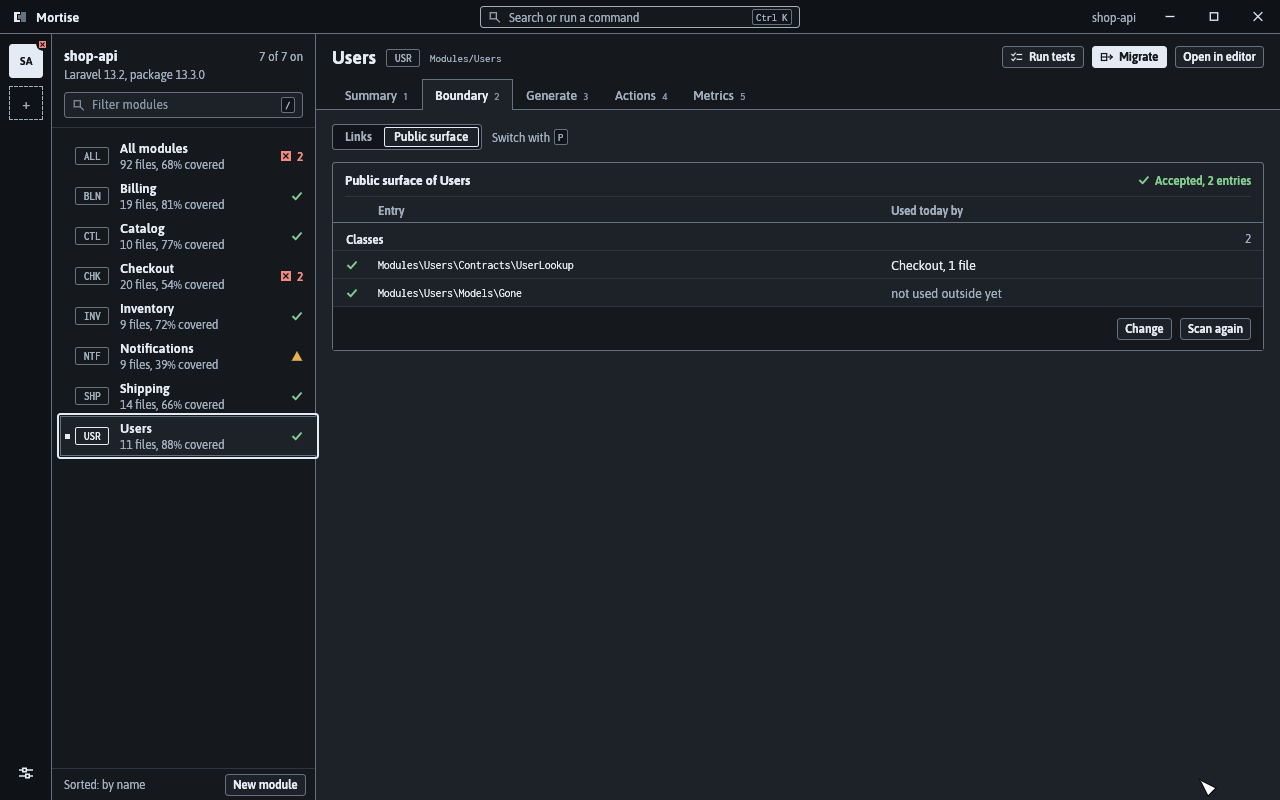 Mortise
Search or run a command
Ctrl K
shop-api
SA
+
shop-api
7 of 7 on
Laravel 13.2, package 13.3.0
Filter modules
/
ALL
All modules
92 files, 68% covered
2
BLN
Billing
19 files, 81% covered
CTL
Catalog
10 files, 77% covered
CHK
Checkout
20 files, 54% covered
2
INV
Inventory
9 files, 72% covered
NTF
Notifications
9 files, 39% covered
SHP
Shipping
14 files, 66% covered
USR
Users
11 files, 88% covered
Sorted: by name
New module
Users
USR
Modules/Users
Run tests
Migrate
Open in editor
Summary 1
Boundary 2
Generate 3
Actions 4
Metrics 5
Links
Public surface
Switch with P
Public surface of Users
Accepted, 2 entries
Entry
Used today by
Classes
2
Modules\Users\Contracts\UserLookup
Checkout, 1 file
Modules\Users\Models\Gone
not used outside yet
Change
Scan again